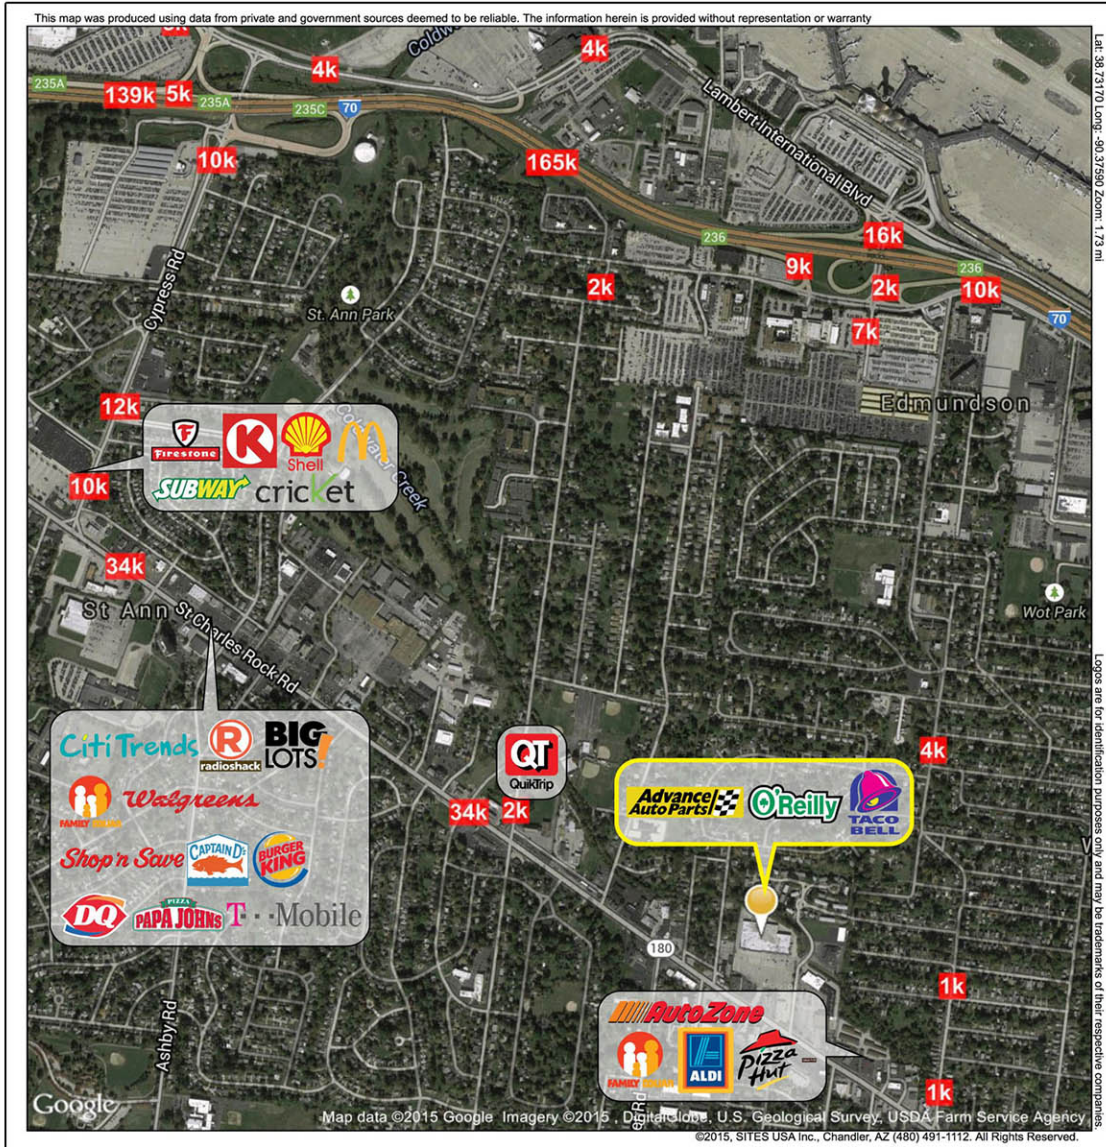 This map was produced using data from private and government sources deemed to be reliable. The information herein is provided without representation or warranty
Lat: 38.73170 Long: -90.37590 Zoom: 1.73 mi
4k
4k
235A
139k
5k
235A
235C
70
Lambert International Blvd
10k
165k
16k
236
9k
236
2k
2k
10k
70
7k
Cypress Rd
St. Ann Park
Edmundson
12k
Firestone
K
Shell
SUBWAY
cricket
Creek
10k
34k
St Ann
St Charles Rock Rd
Wot Park
Logos are for identification purposes only and may be trademarks of their respective companies.
Citi Trends
R
radioshack
BIG
LOTS!
FAMILY
Walgreens
Shop'n Save
CAPTAIN D'S
BURGER
KING
DQ
PIZZA
PAPA JOHNS
T··Mobile
QT
QuikTrip
34k
2k
4k
Advance
Auto Parts
O'Reilly
TACO
BELL
180
1k
AutoZone
FAMILY
ALDI
Pizza
Hut
1k
Ashby Rd
Google
Map data ©2015 Google Imagery ©2015 , DigitalGlobe, U.S. Geological Survey, USDA Farm Service Agency
©2015, SITES USA Inc., Chandler, AZ (480) 491-1112. All Rights Reserved.